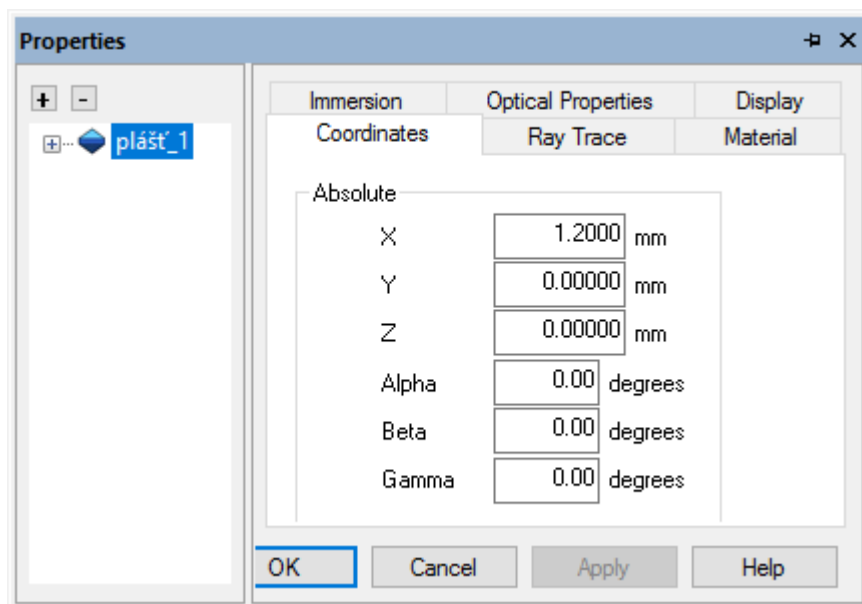 Properties
plášť_1
Immersion Optical Properties Display
Coordinates Ray Trace Material
Absolute
X 1.2000 mm
Y 0.00000 mm
Z 0.00000 mm
Alpha 0.00 degrees
Beta 0.00 degrees
Gamma 0.00 degrees
OK Cancel Apply Help